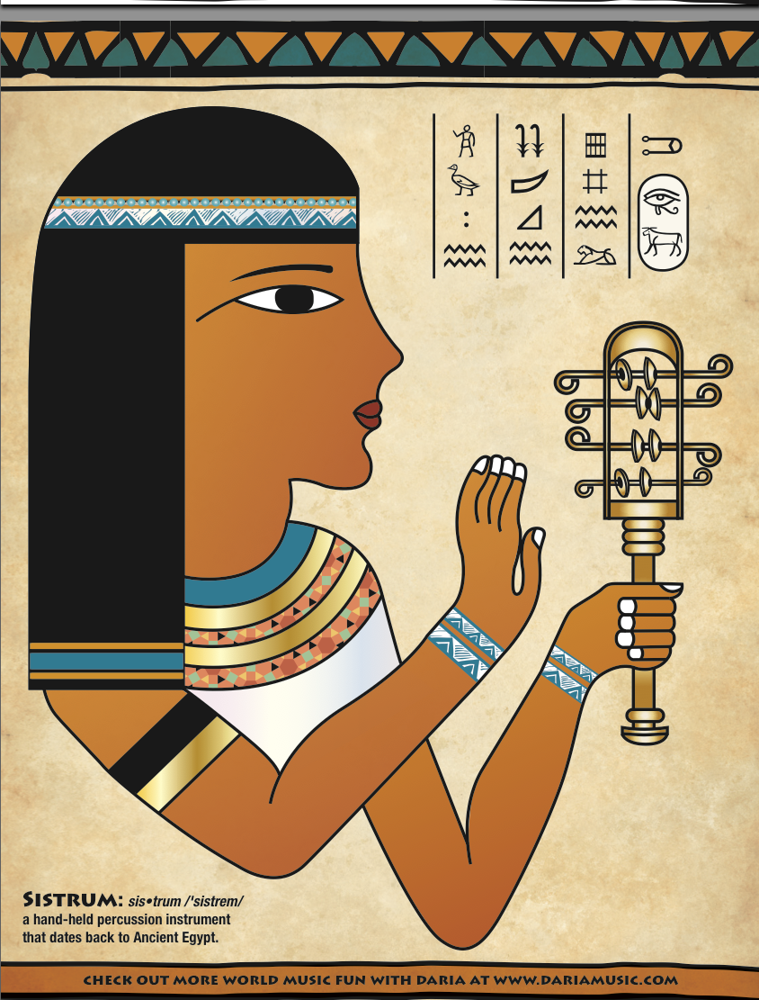 SISTRUM: sis•trum /'sistrem/
a hand-held percussion instrument
that dates back to Ancient Egypt.
CHECK OUT MORE WORLD MUSIC FUN WITH DARIA AT WWW.DARIAMUSIC.COM